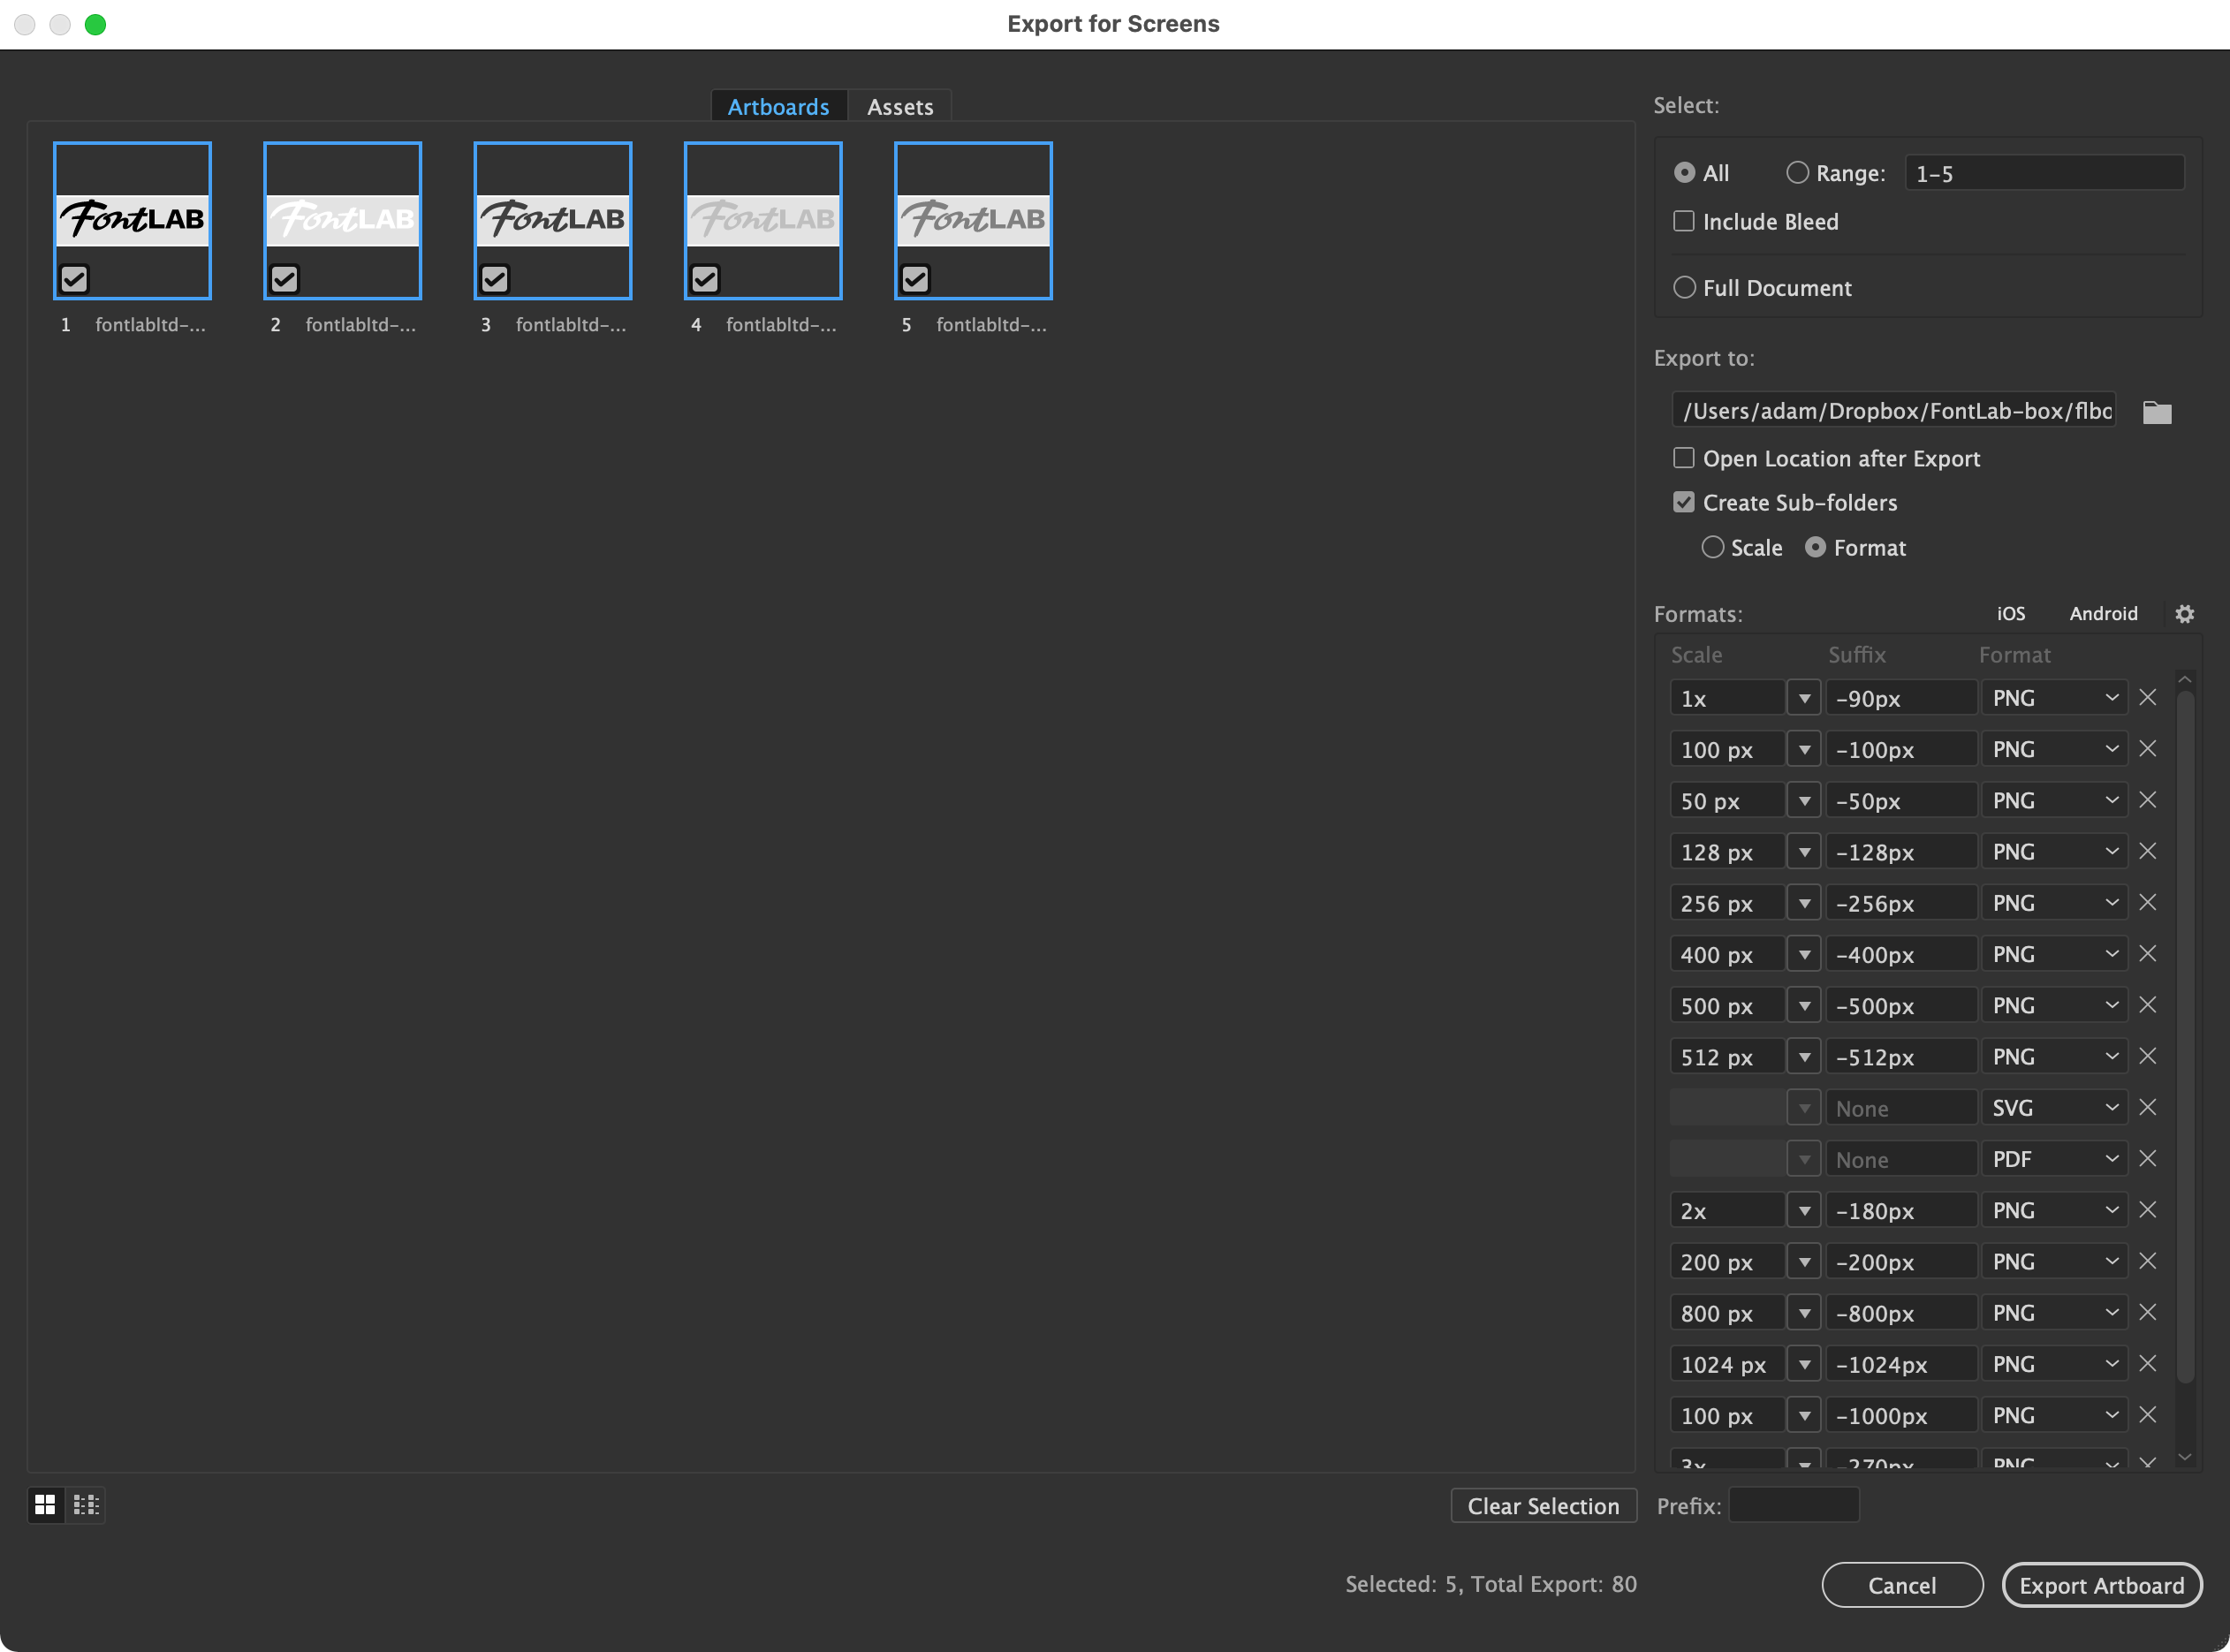 Export for Screens
Artboards Assets
FontLAB FontLAB FontLAB FontLAB FontLAB
1 fontlabltd-... 2 fontlabltd-... 3 fontlabltd-... 4 fontlabltd-... 5 fontlabltd-...
Clear Selection
Selected: 5, Total Export: 80
Select:
All Range: 1-5
Include Bleed
Full Document
Export to:
/Users/adam/Dropbox/FontLab-box/flbc
Open Location after Export
Create Sub-folders
Scale Format
Formats: iOS Android
Scale Suffix Format
1x -90px PNG
100 px -100px PNG
50 px -50px PNG
128 px -128px PNG
256 px -256px PNG
400 px -400px PNG
500 px -500px PNG
512 px -512px PNG
None SVG
None PDF
2x -180px PNG
200 px -200px PNG
800 px -800px PNG
1024 px -1024px PNG
100 px -1000px PNG
3x -270px PNG
Prefix:
Cancel Export Artboard